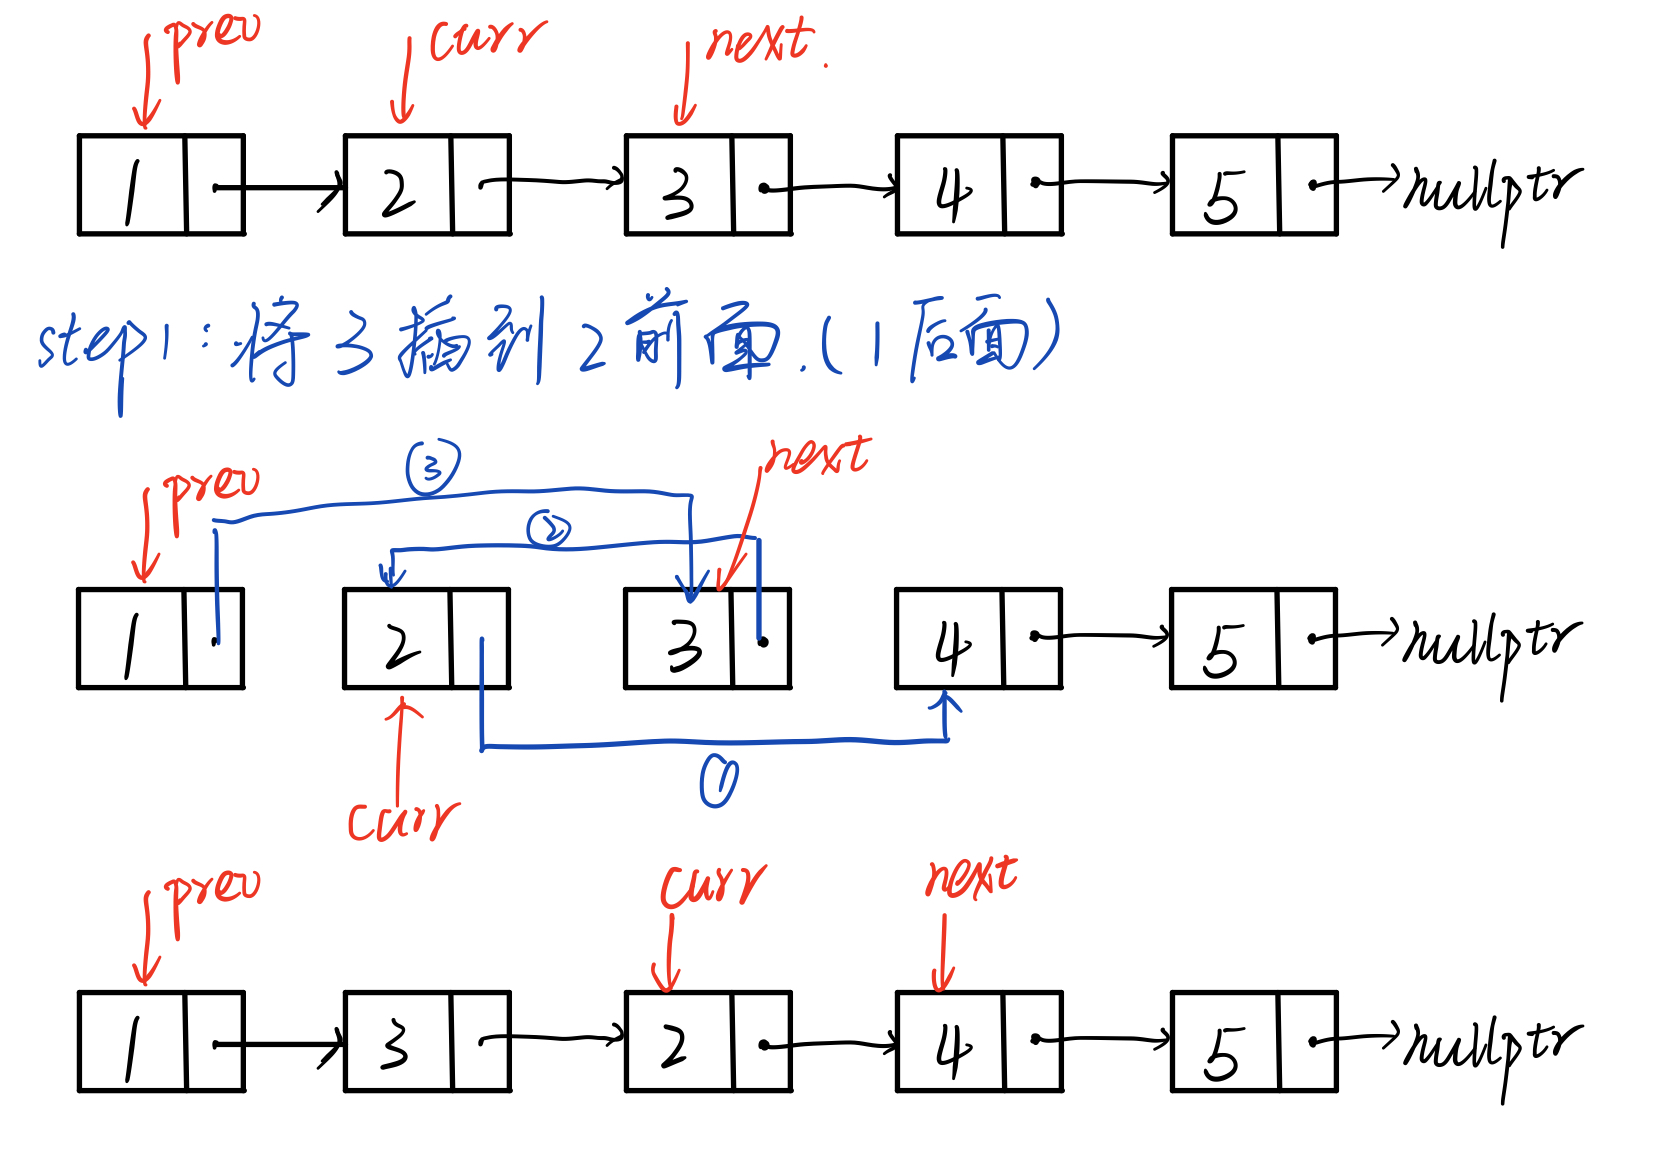 prev curr next.
1 2 3 4 5 nullptr
step1:将3插到2前面.(1后面)
③ next
prev ②
1 2 3 4 5 nullptr
①
curr
prev curr next
1 3 2 4 5 nullptr